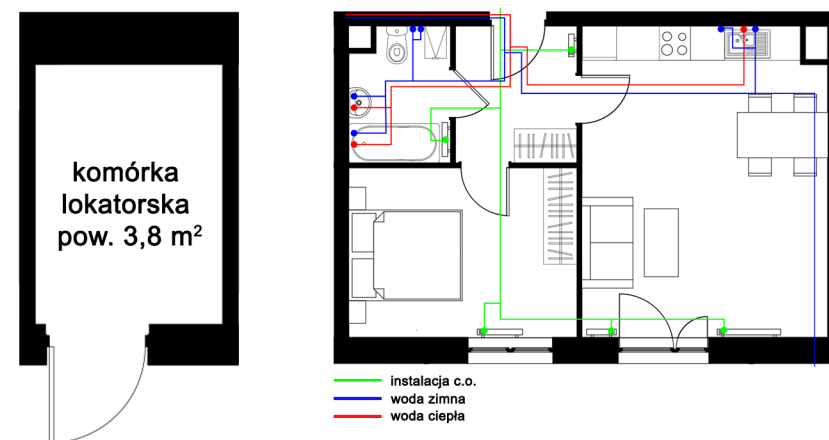 komórka
lokatorska
pow. 3,8 m²
instalacja c.o.
woda zimna
woda ciepła